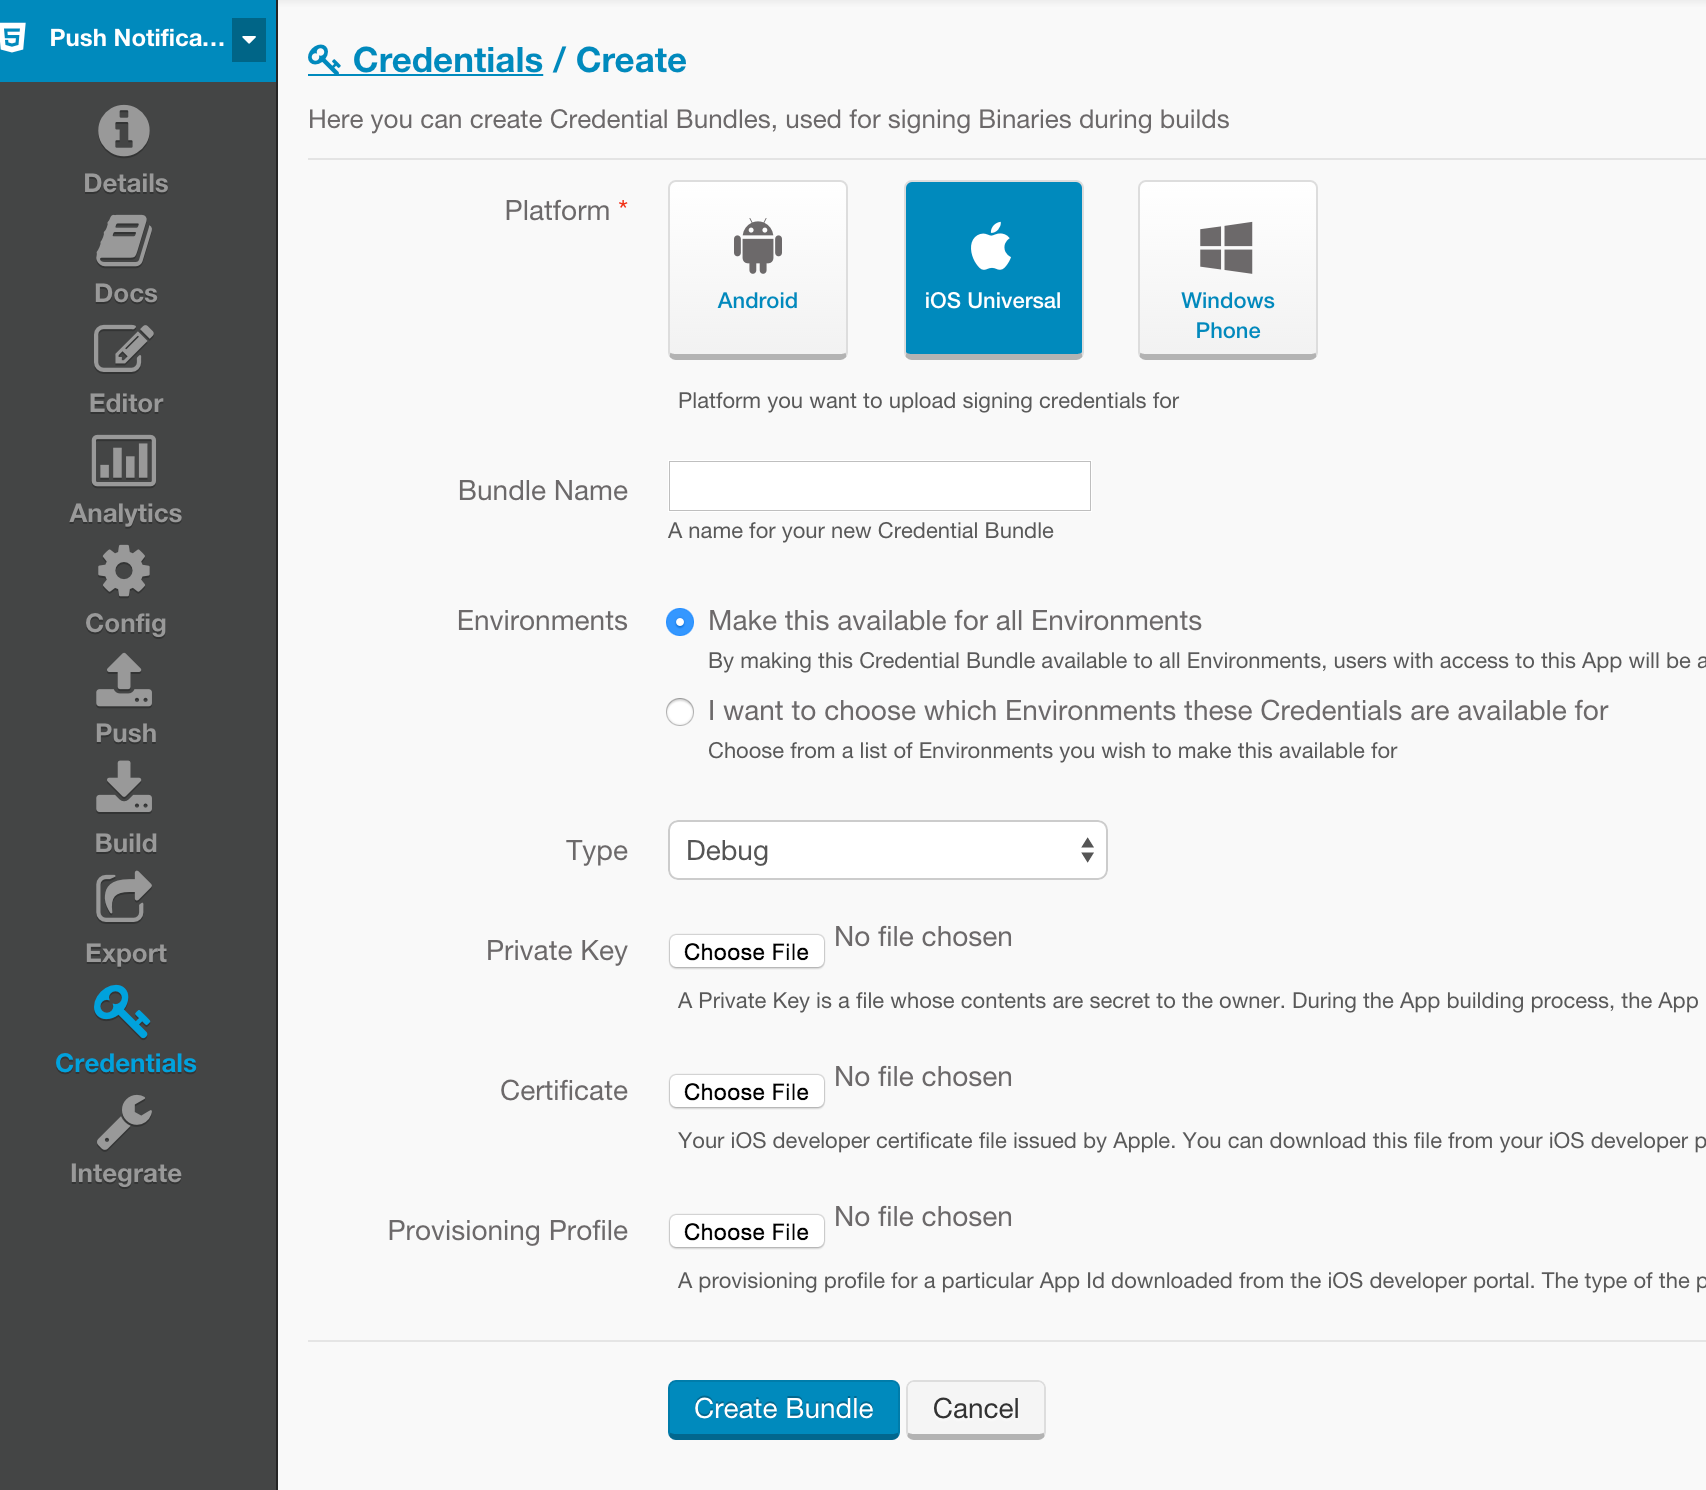 5 Push Notifica...
Details
Docs
Editor
Analytics
Config
Push
Build
Export
Credentials
Integrate
Credentials / Create
Here you can create Credential Bundles, used for signing Binaries during builds
Platform *
Android
iOS Universal
Windows
Phone
Platform you want to upload signing credentials for
Bundle Name
A name for your new Credential Bundle
Environments
Make this available for all Environments
By making this Credential Bundle available to all Environments, users with access to this App will be a
I want to choose which Environments these Credentials are available for
Choose from a list of Environments you wish to make this available for
Type
Debug
Private Key
Choose File No file chosen
A Private Key is a file whose contents are secret to the owner. During the App building process, the App
Certificate
Choose File No file chosen
Your iOS developer certificate file issued by Apple. You can download this file from your iOS developer p
Provisioning Profile
Choose File No file chosen
A provisioning profile for a particular App Id downloaded from the iOS developer portal. The type of the p
Create Bundle
Cancel